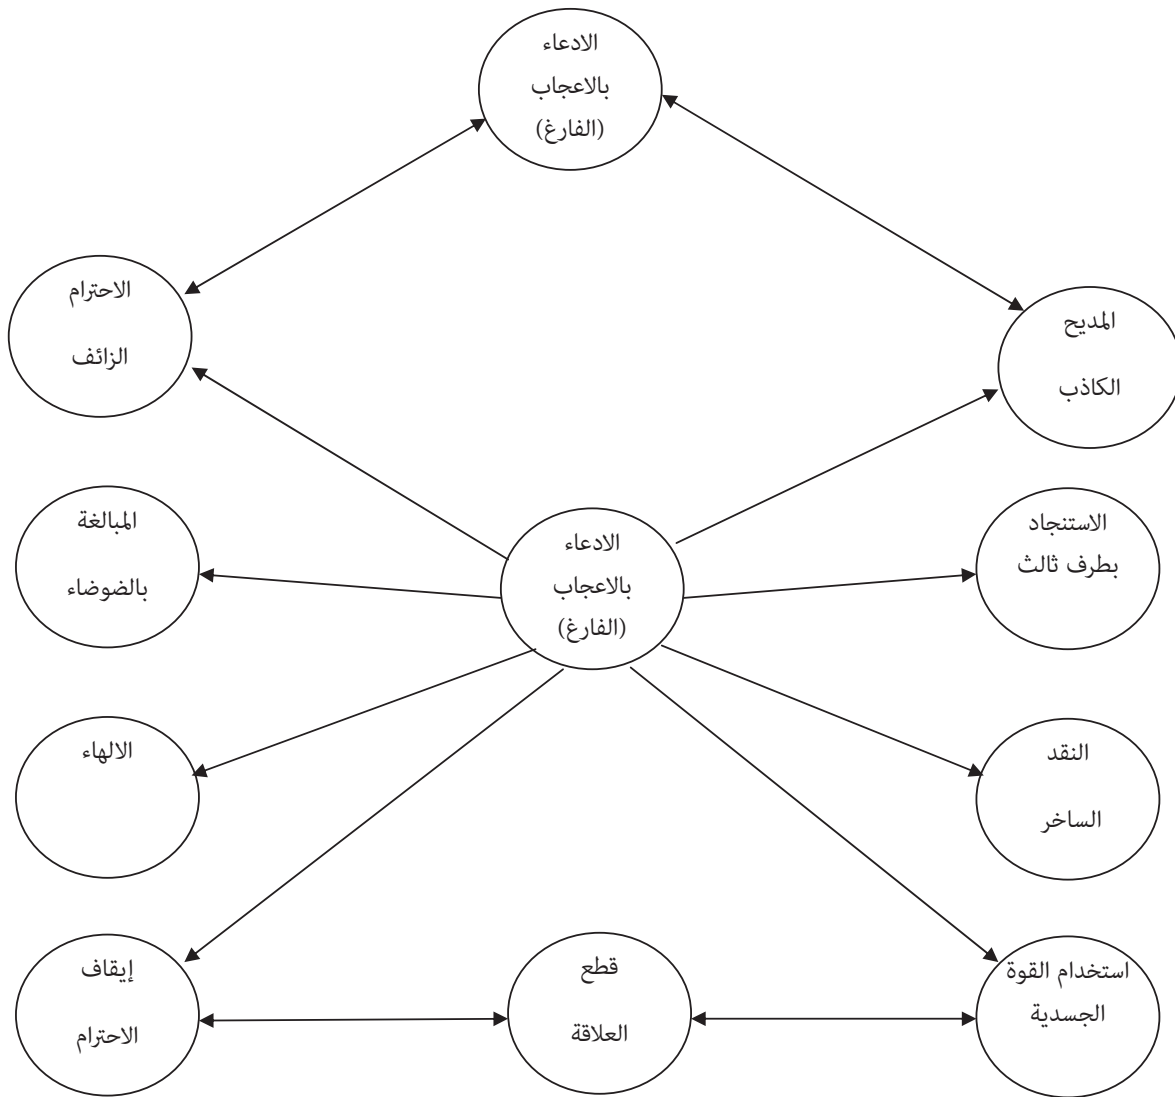 الادعاء
بالاعجاب
(الفارغ)
المديح
الكاذب
الاحترام
الزائف
الاستنجاد
بطرف ثالث
المبالغة
بالضوضاء
الادعاء
بالاعجاب
(الفارغ)
النقد
الساخر
الالهاء
استخدام القوة
الجسدية
قطع
العلاقة
إيقاف
الاحترام